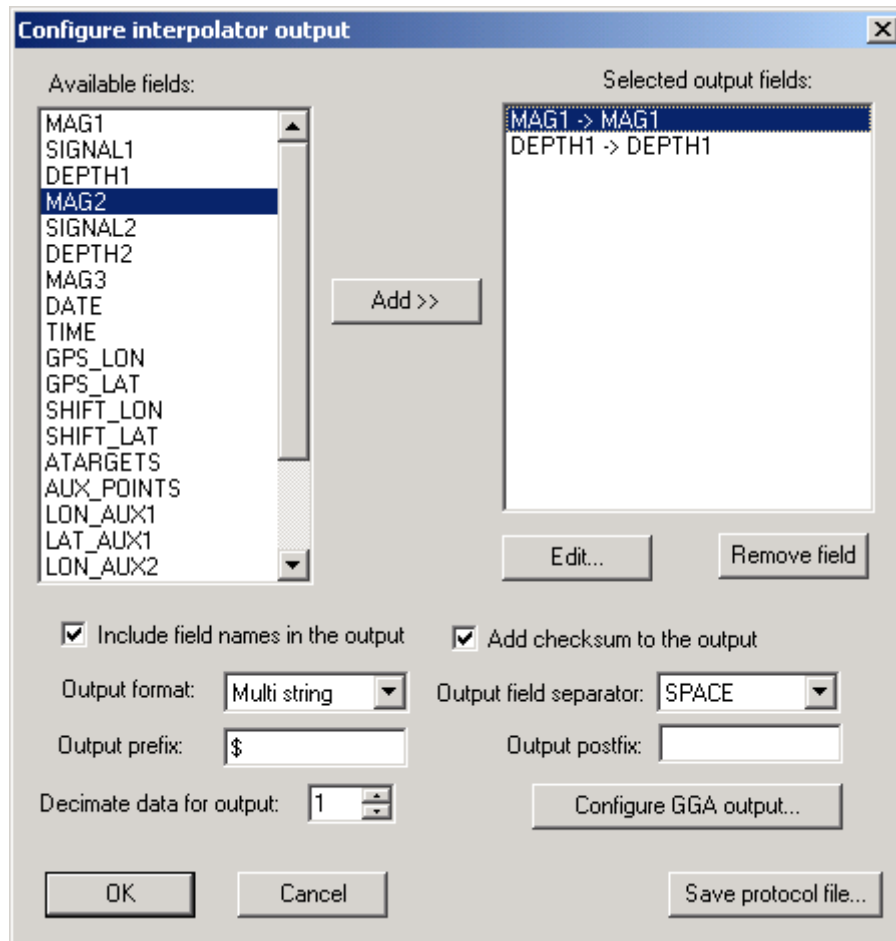 Configure interpolator output
Available fields:
MAG1
SIGNAL1
DEPTH1
MAG2
SIGNAL2
DEPTH2
MAG3
DATE
TIME
GPS_LON
GPS_LAT
SHIFT_LON
SHIFT_LAT
ATARGETS
AUX_POINTS
LON_AUX1
LAT_AUX1
LON_AUX2
Add >>
Selected output fields:
MAG1 -> MAG1
DEPTH1 -> DEPTH1
Edit...
Remove field
Include field names in the output
Add checksum to the output
Output format: Multi string
Output field separator: SPACE
Output prefix: $
Output postfix:
Decimate data for output: 1
Configure GGA output...
OK
Cancel
Save protocol file...